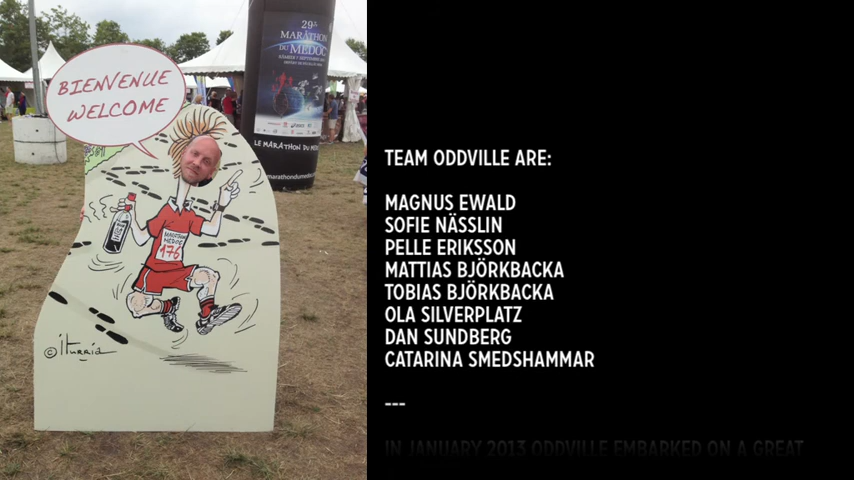 BIENVENUE
WELCOME
29
MARATHON
DU MEDOC
LE MARATHON DU
MARATHON
MEDOC
176
© iturria
TEAM ODDVILLE ARE:
MAGNUS EWALD
SOFIE NÄSSLIN
PELLE ERIKSSON
MATTIAS BJÖRKBACKA
TOBIAS BJÖRKBACKA
OLA SILVERPLATZ
DAN SUNDBERG
CATARINA SMEDSHAMMAR
---
IN JANUARY 2013 ODDVILLE EMBARKED ON A GREAT